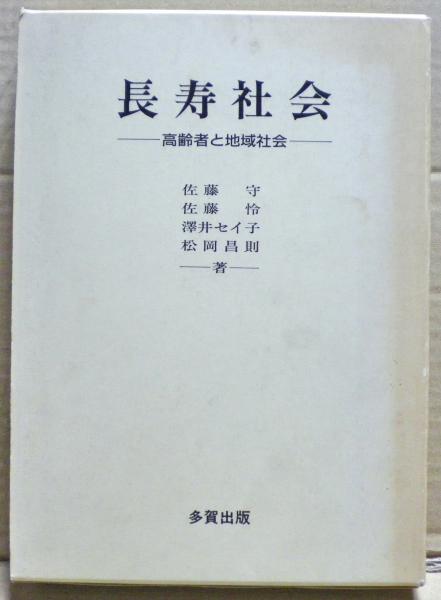 長寿社会
――高齢者と地域社会――
佐藤　守
佐藤　怜
澤井セイ子
松岡昌則
――著――
多賀出版